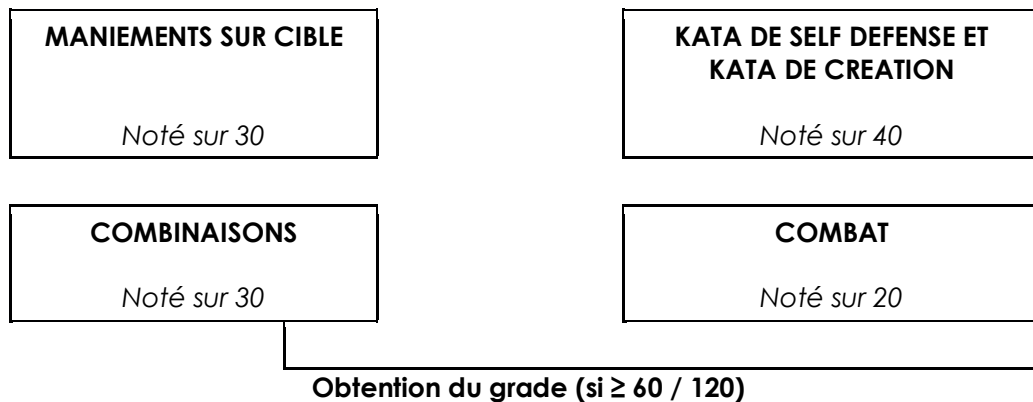 MANIEMENTS SUR CIBLE
Noté sur 30
KATA DE SELF DEFENSE ET
KATA DE CREATION
Noté sur 40
COMBINAISONS
Noté sur 30
COMBAT
Noté sur 20
Obtention du grade (si ≥ 60 / 120)